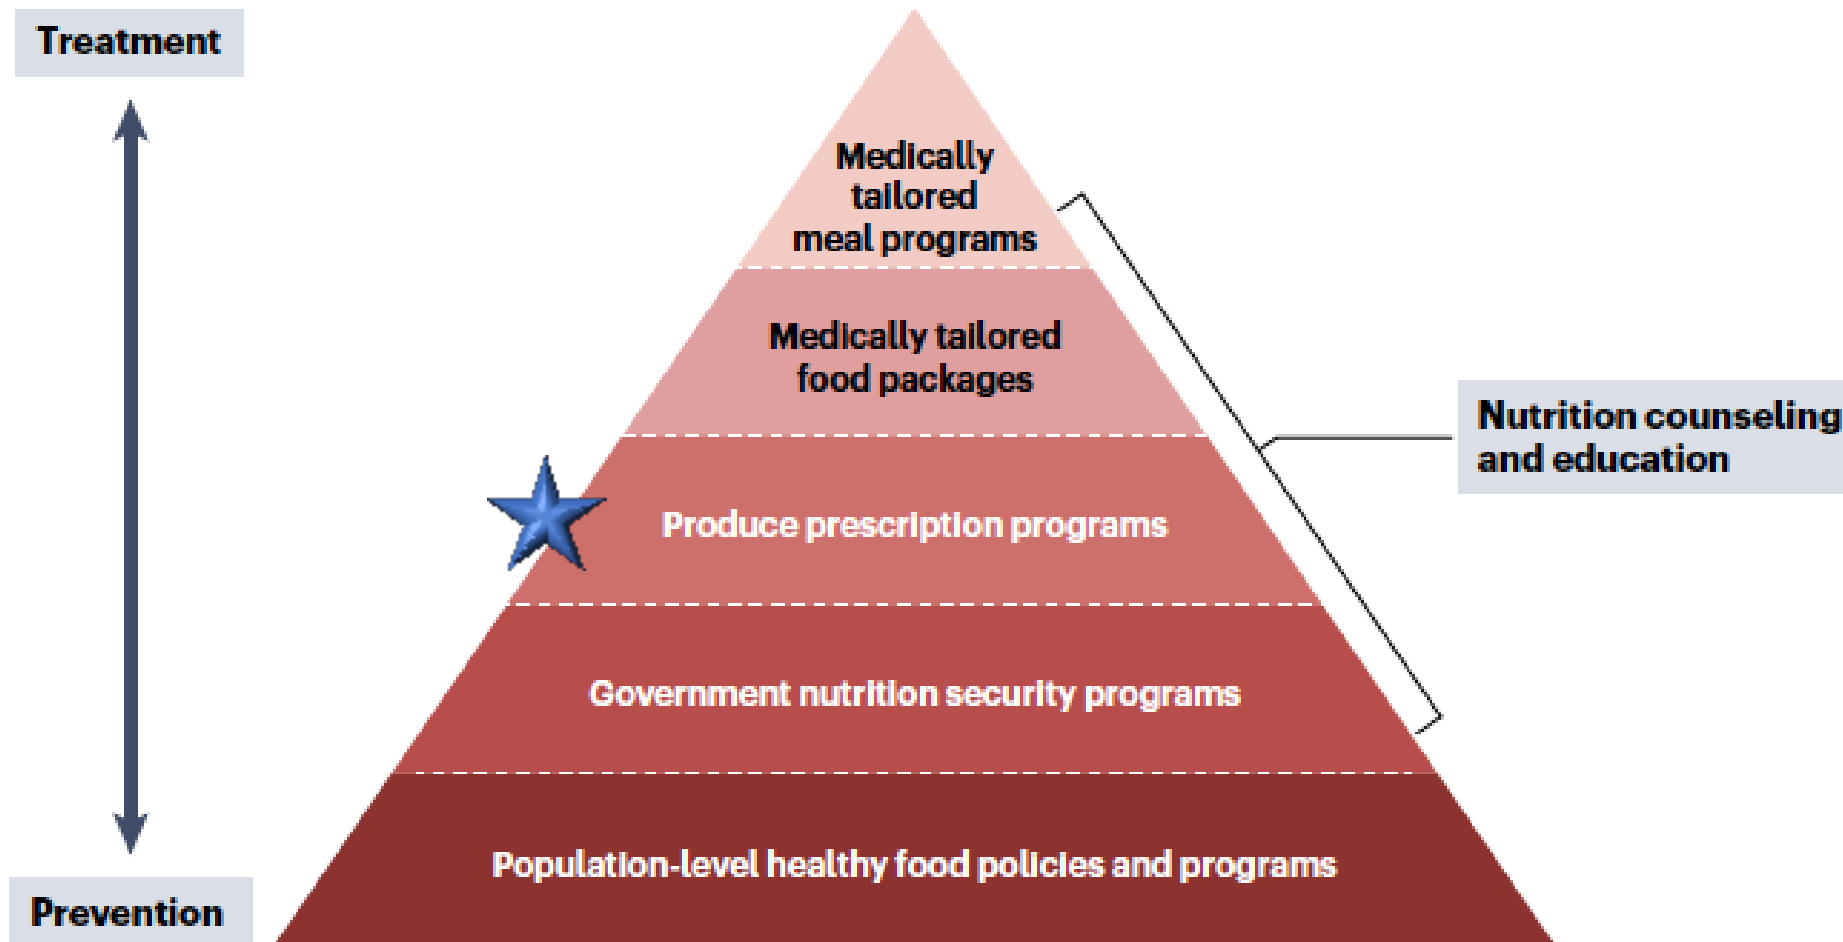 Treatment
Medically
tailored
meal programs
Medically tailored
food packages
Nutrition counseling
and education
Produce prescription programs
Government nutrition security programs
Population-level healthy food policies and programs
Prevention